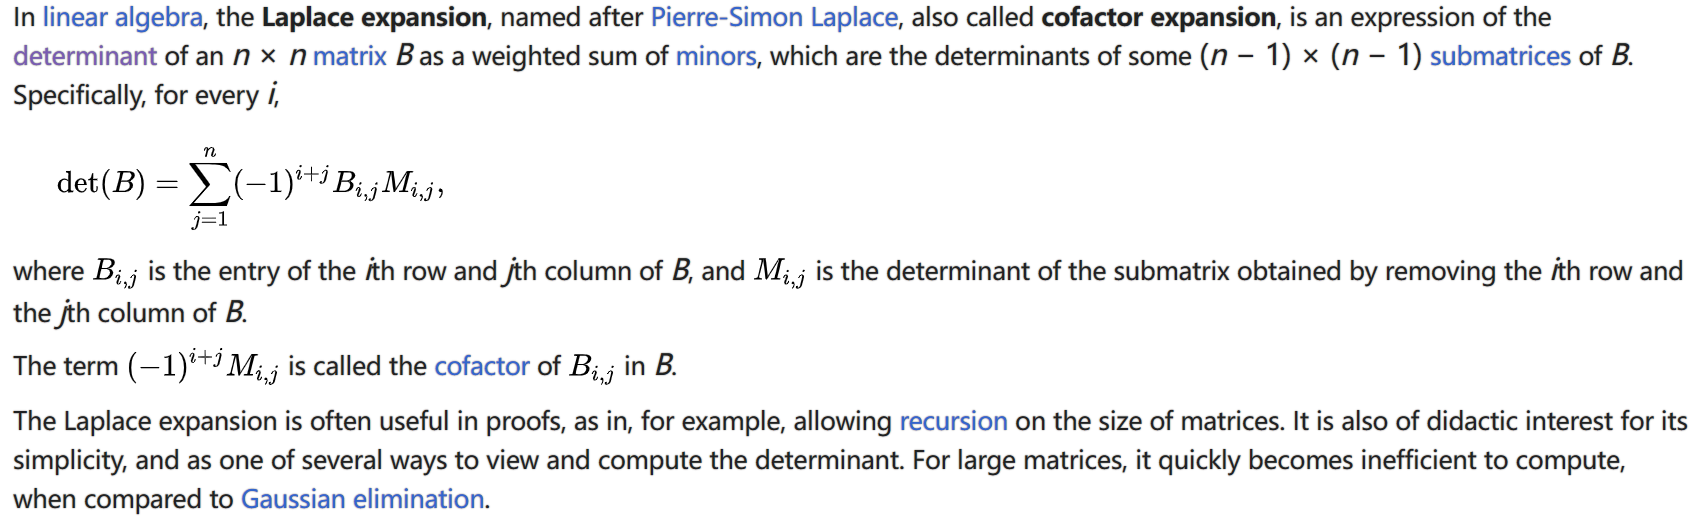 In linear algebra, the Laplace expansion, named after Pierre-Simon Laplace, also called cofactor expansion, is an expression of the
determinant of an n × n matrix B as a weighted sum of minors, which are the determinants of some (n − 1) × (n − 1) submatrices of B.
Specifically, for every i,
det(B) = \sum_{j=1}^{n} (−1)^{i+j} B_{i,j} M_{i,j},
where B_{i,j} is the entry of the ith row and jth column of B, and M_{i,j} is the determinant of the submatrix obtained by removing the ith row and
the jth column of B.
The term (−1)^{i+j} M_{i,j} is called the cofactor of B_{i,j} in B.
The Laplace expansion is often useful in proofs, as in, for example, allowing recursion on the size of matrices. It is also of didactic interest for its
simplicity, and as one of several ways to view and compute the determinant. For large matrices, it quickly becomes inefficient to compute,
when compared to Gaussian elimination.